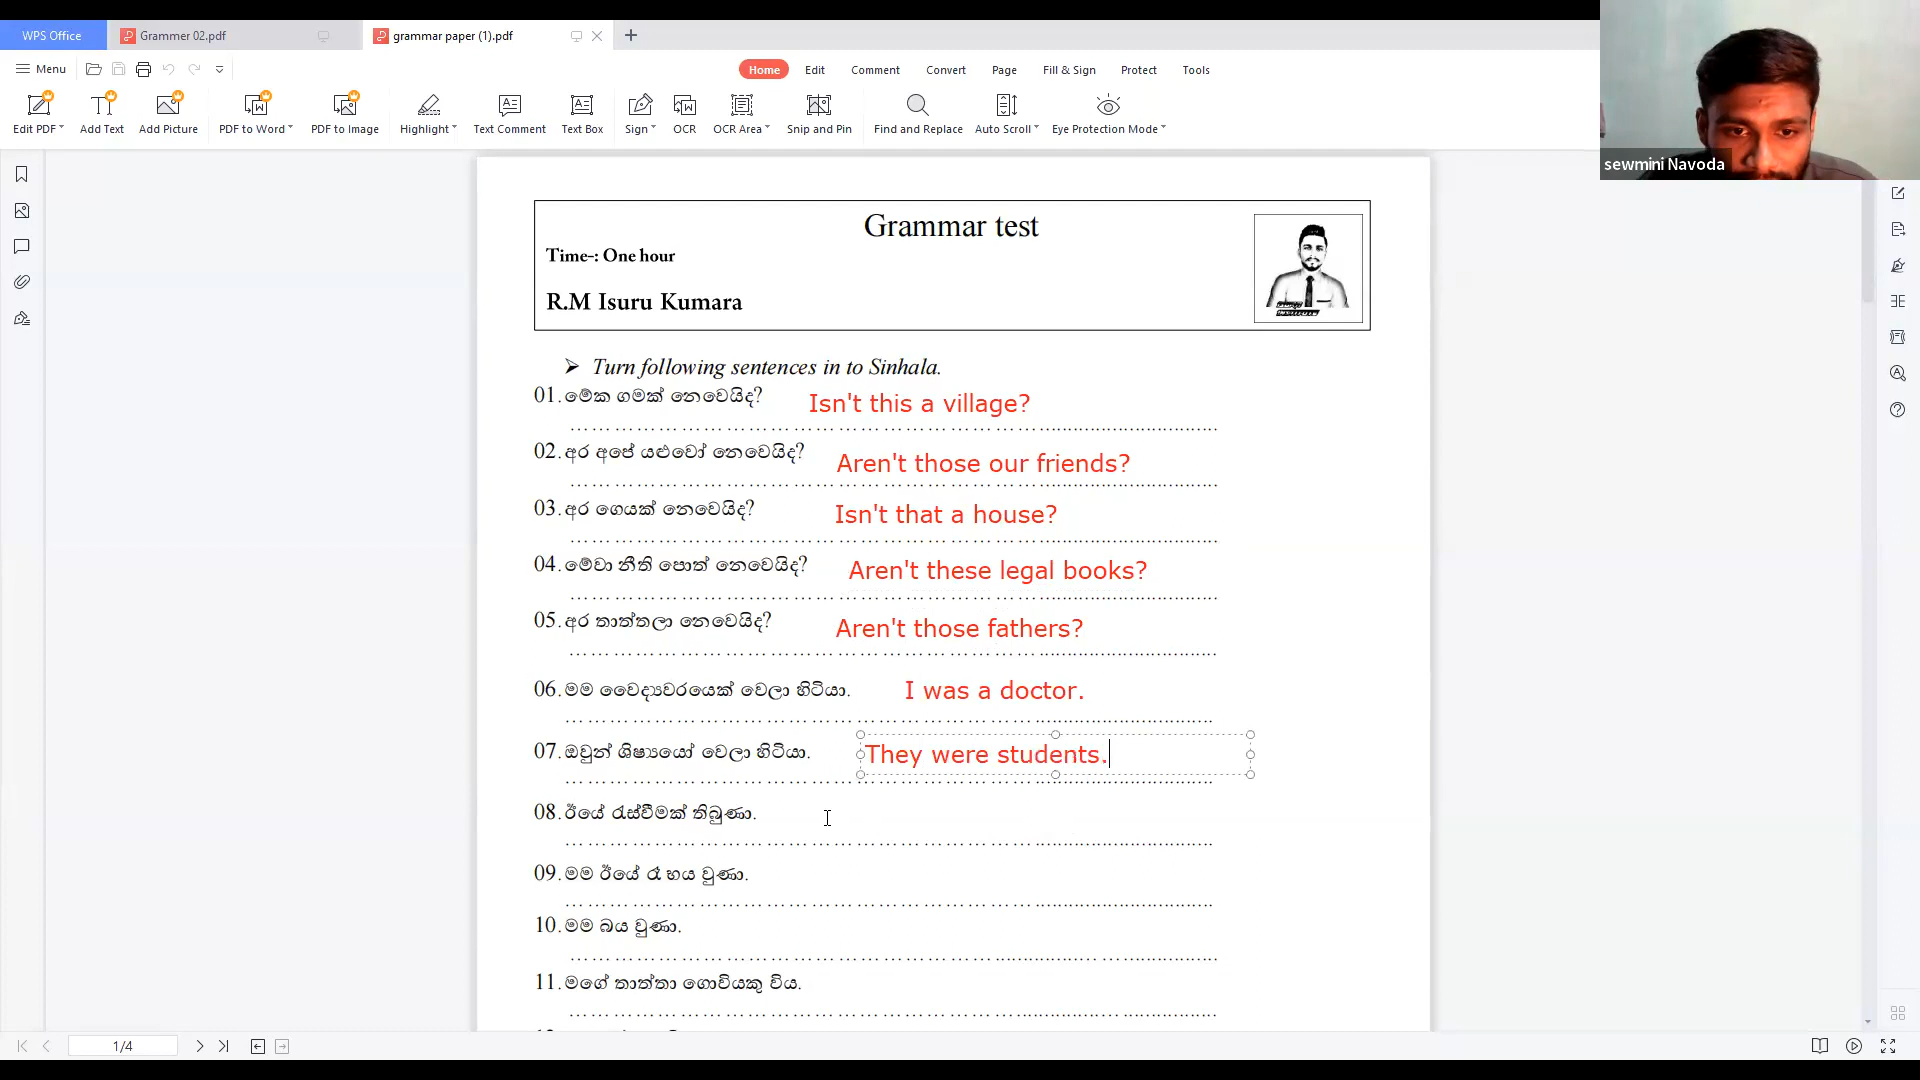 WPS Office
Grammer 02.pdf
grammar paper (1).pdf
Menu
Home Edit Comment Convert Page Fill & Sign Protect Tools
Edit PDF Add Text Add Picture PDF to Word PDF to Image Highlight Text Comment Text Box Sign OCR OCR Area Snip and Pin Find and Replace Auto Scroll Eye Protection Mode
sewmini Navoda
Grammar test
Time-: One hour
R.M Isuru Kumara
➢ Turn following sentences in to Sinhala.
01. මේක ගමක් නෙවෙයිද? Isn't this a village?
02. අර අපේ යළුවෝ නෙවෙයිද? Aren't those our friends?
03. අර ගෙයක් නෙවෙයිද? Isn't that a house?
04. මේවා නීති පොත් නෙවෙයිද? Aren't these legal books?
05. අර තාත්තලා නෙවෙයිද? Aren't those fathers?
06. මම වෛද්‍යවරයෙක් වෙලා හිටියා. I was a doctor.
07. ඔවුන් ශිෂ්‍යයෝ වෙලා හිටියා. They were students.
08. ඊයේ රැස්වීමක් තිබුණා.
09. මම ඊයේ රෑ භය වුණා.
10. මම බය වුණා.
11. මගේ තාත්තා ගොවියකු විය.
1/4